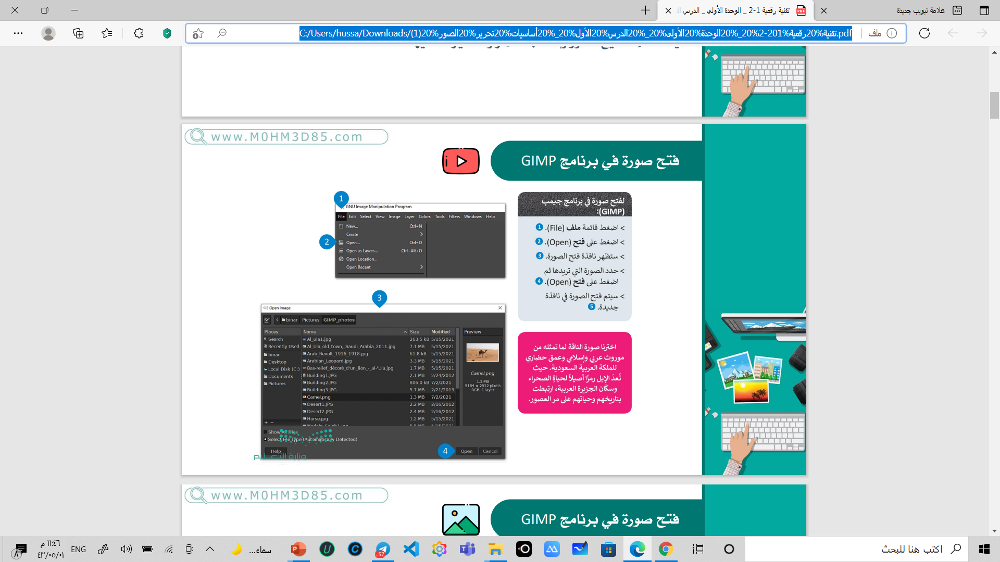 علامة تبويب جديدة
تقنية رقمية 1-2 _ الوحدة الأولى _ الدرس
ملف
C:/Users/hussa/Downloads/(1)20%تقنية%20رقمية%201-2%20_%20الوحدة%20الأولى%20_%20الدرس%20الأول%20_%20أساسيات%20تحرير%20الصور.pdf
www.M0HM3D85.com
فتح صورة في برنامج GIMP
لفتح صورة في برنامج جيمب
(GIMP):
> اضغط قائمة ملف (File). 1
> اضغط على فتح (Open). 2
> ستظهر نافذة فتح الصورة. 3
> حدد الصورة التي تريدها ثم
اضغط على فتح (Open). 4
> سيتم فتح الصورة في نافذة
جديدة. 5
1
GNU Image Manipulation Program
File Edit Select View Image Layer Colors Tools Filters Windows Help
New... Ctrl+N
Create
2
Open... Ctrl+O
Open as Layers... Ctrl+Alt+O
Open Location...
Open Recent
اخترنا صورة الناقة لما تمثله من
موروث عربي وإسلامي وعمق حضاري
للملكة العربية السعودية. حيث
تُعدّ الإبل رمزًا أصيلاً لحياةِ الصحراء
وسكّان الجزيرة العربية، ارتبطت
بتاريخهم وحياتهم على مر العصور.
3
Open Image
binar Pictures GIMP_photos
Places Name Size Modified Preview
Search Al_ula1.jpg 263.5 kB 5/15/2021
Recently Used Al_Ula_old_town,_Saudi_Arabia_2011.jpg 7.1 MB 5/15/2021
binar Arab_Revolt_1916_1918.jpg 61.8 kB 5/15/2021
Desktop Arabian_Leopard.jpg 3.3 MB 5/15/2021
Local Disk (C:) Bas-relief_décoré_d'un_lion_-_al-'Ula.jpg 1.7 MB 5/15/2021
Documents Building1.JPG 2.1 MB 2/24/2012
Pictures Building2.JPG 806.0 kB 7/2/2021
Building3.JPG 5.7 MB 2/21/2013
Camel.png 1.3 MB 7/2/2021
Desert1.JPG 2.2 MB 2/16/2012
Desert2.JPG 2.4 MB 2/16/2012
Horse.jpg 1.2 MB 5/15/2021
Camel.png
1.3 MB
5184 × 2912 pixels
RGB, 1 layer
Show All Files
Select File Type (Automatically Detected)
Help 4 Open Cancel
وزارة التعليم
www.M0HM3D85.com
فتح صورة في برنامج GIMP
اكتب هنا للبحث
57..
سماء...
ENG
١١:٤٦ م
٤٣/٠٥/٠١
٨